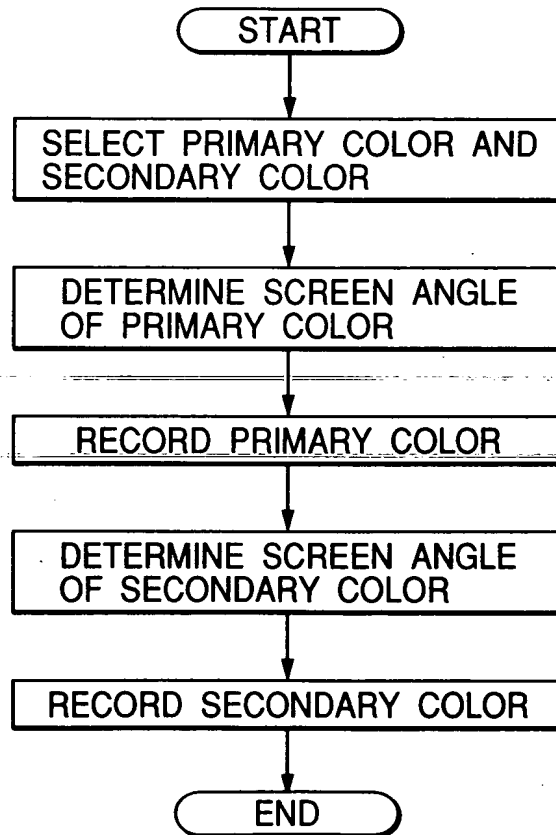 START
SELECT PRIMARY COLOR AND
SECONDARY COLOR
DETERMINE SCREEN ANGLE
OF PRIMARY COLOR
RECORD PRIMARY COLOR
DETERMINE SCREEN ANGLE
OF SECONDARY COLOR
RECORD SECONDARY COLOR
END